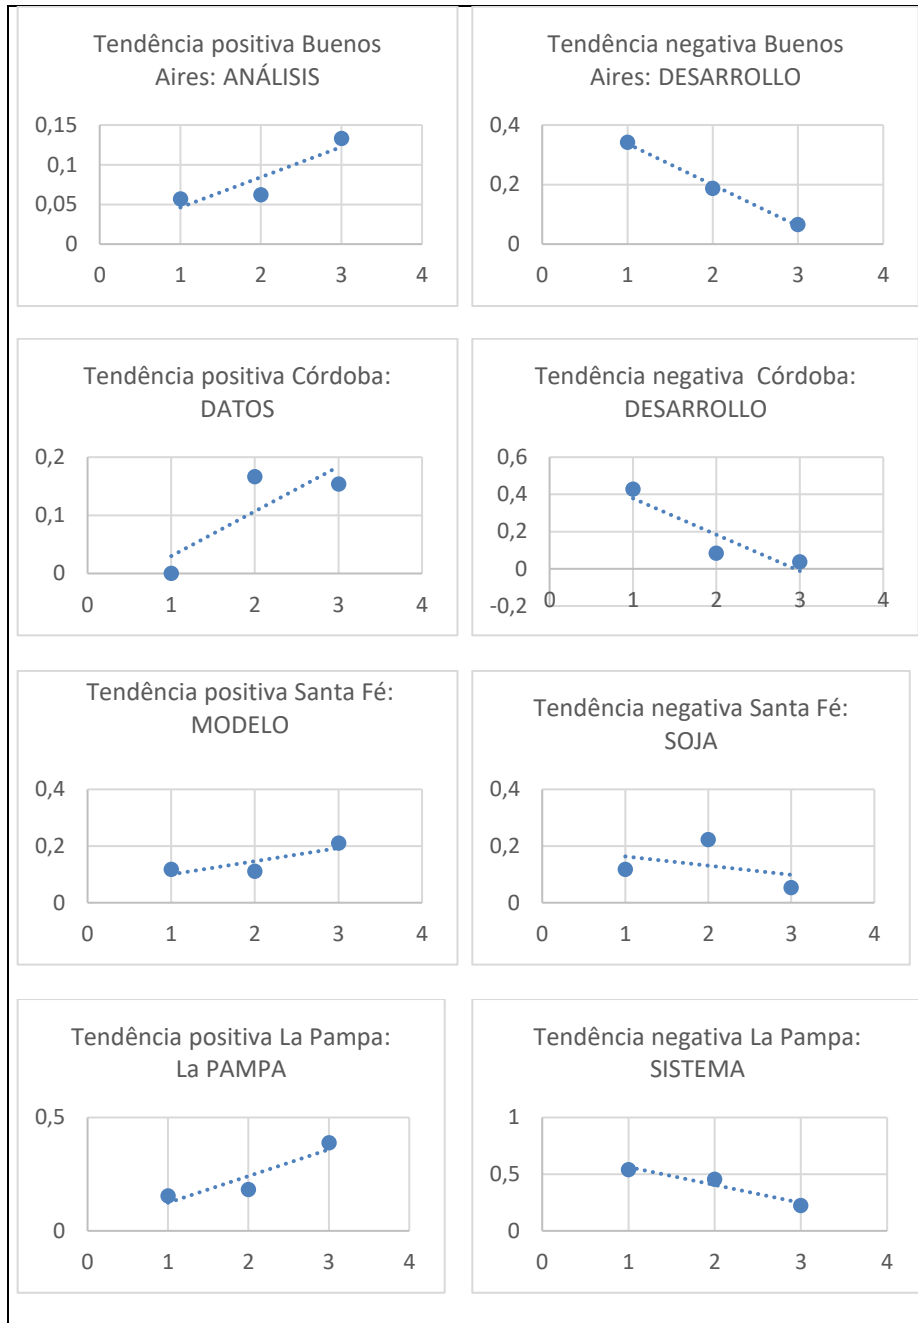 Tendência positiva Buenos
Aires: ANÁLISIS
0,15
0,1
0,05
0
0 1 2 3 4
Tendência negativa Buenos
Aires: DESARROLLO
0,4
0,2
0
0 1 2 3 4
Tendência positiva Córdoba:
DATOS
0,2
0,1
0
0 1 2 3 4
Tendência negativa Córdoba:
DESARROLLO
0,6
0,4
0,2
0
-0,2
0 1 2 3 4
Tendência positiva Santa Fé:
MODELO
0,4
0,2
0
0 1 2 3 4
Tendência negativa Santa Fé:
SOJA
0,4
0,2
0
0 1 2 3 4
Tendência positiva La Pampa:
La PAMPA
0,5
0
0 1 2 3 4
Tendência negativa La Pampa:
SISTEMA
1
0,5
0
0 1 2 3 4